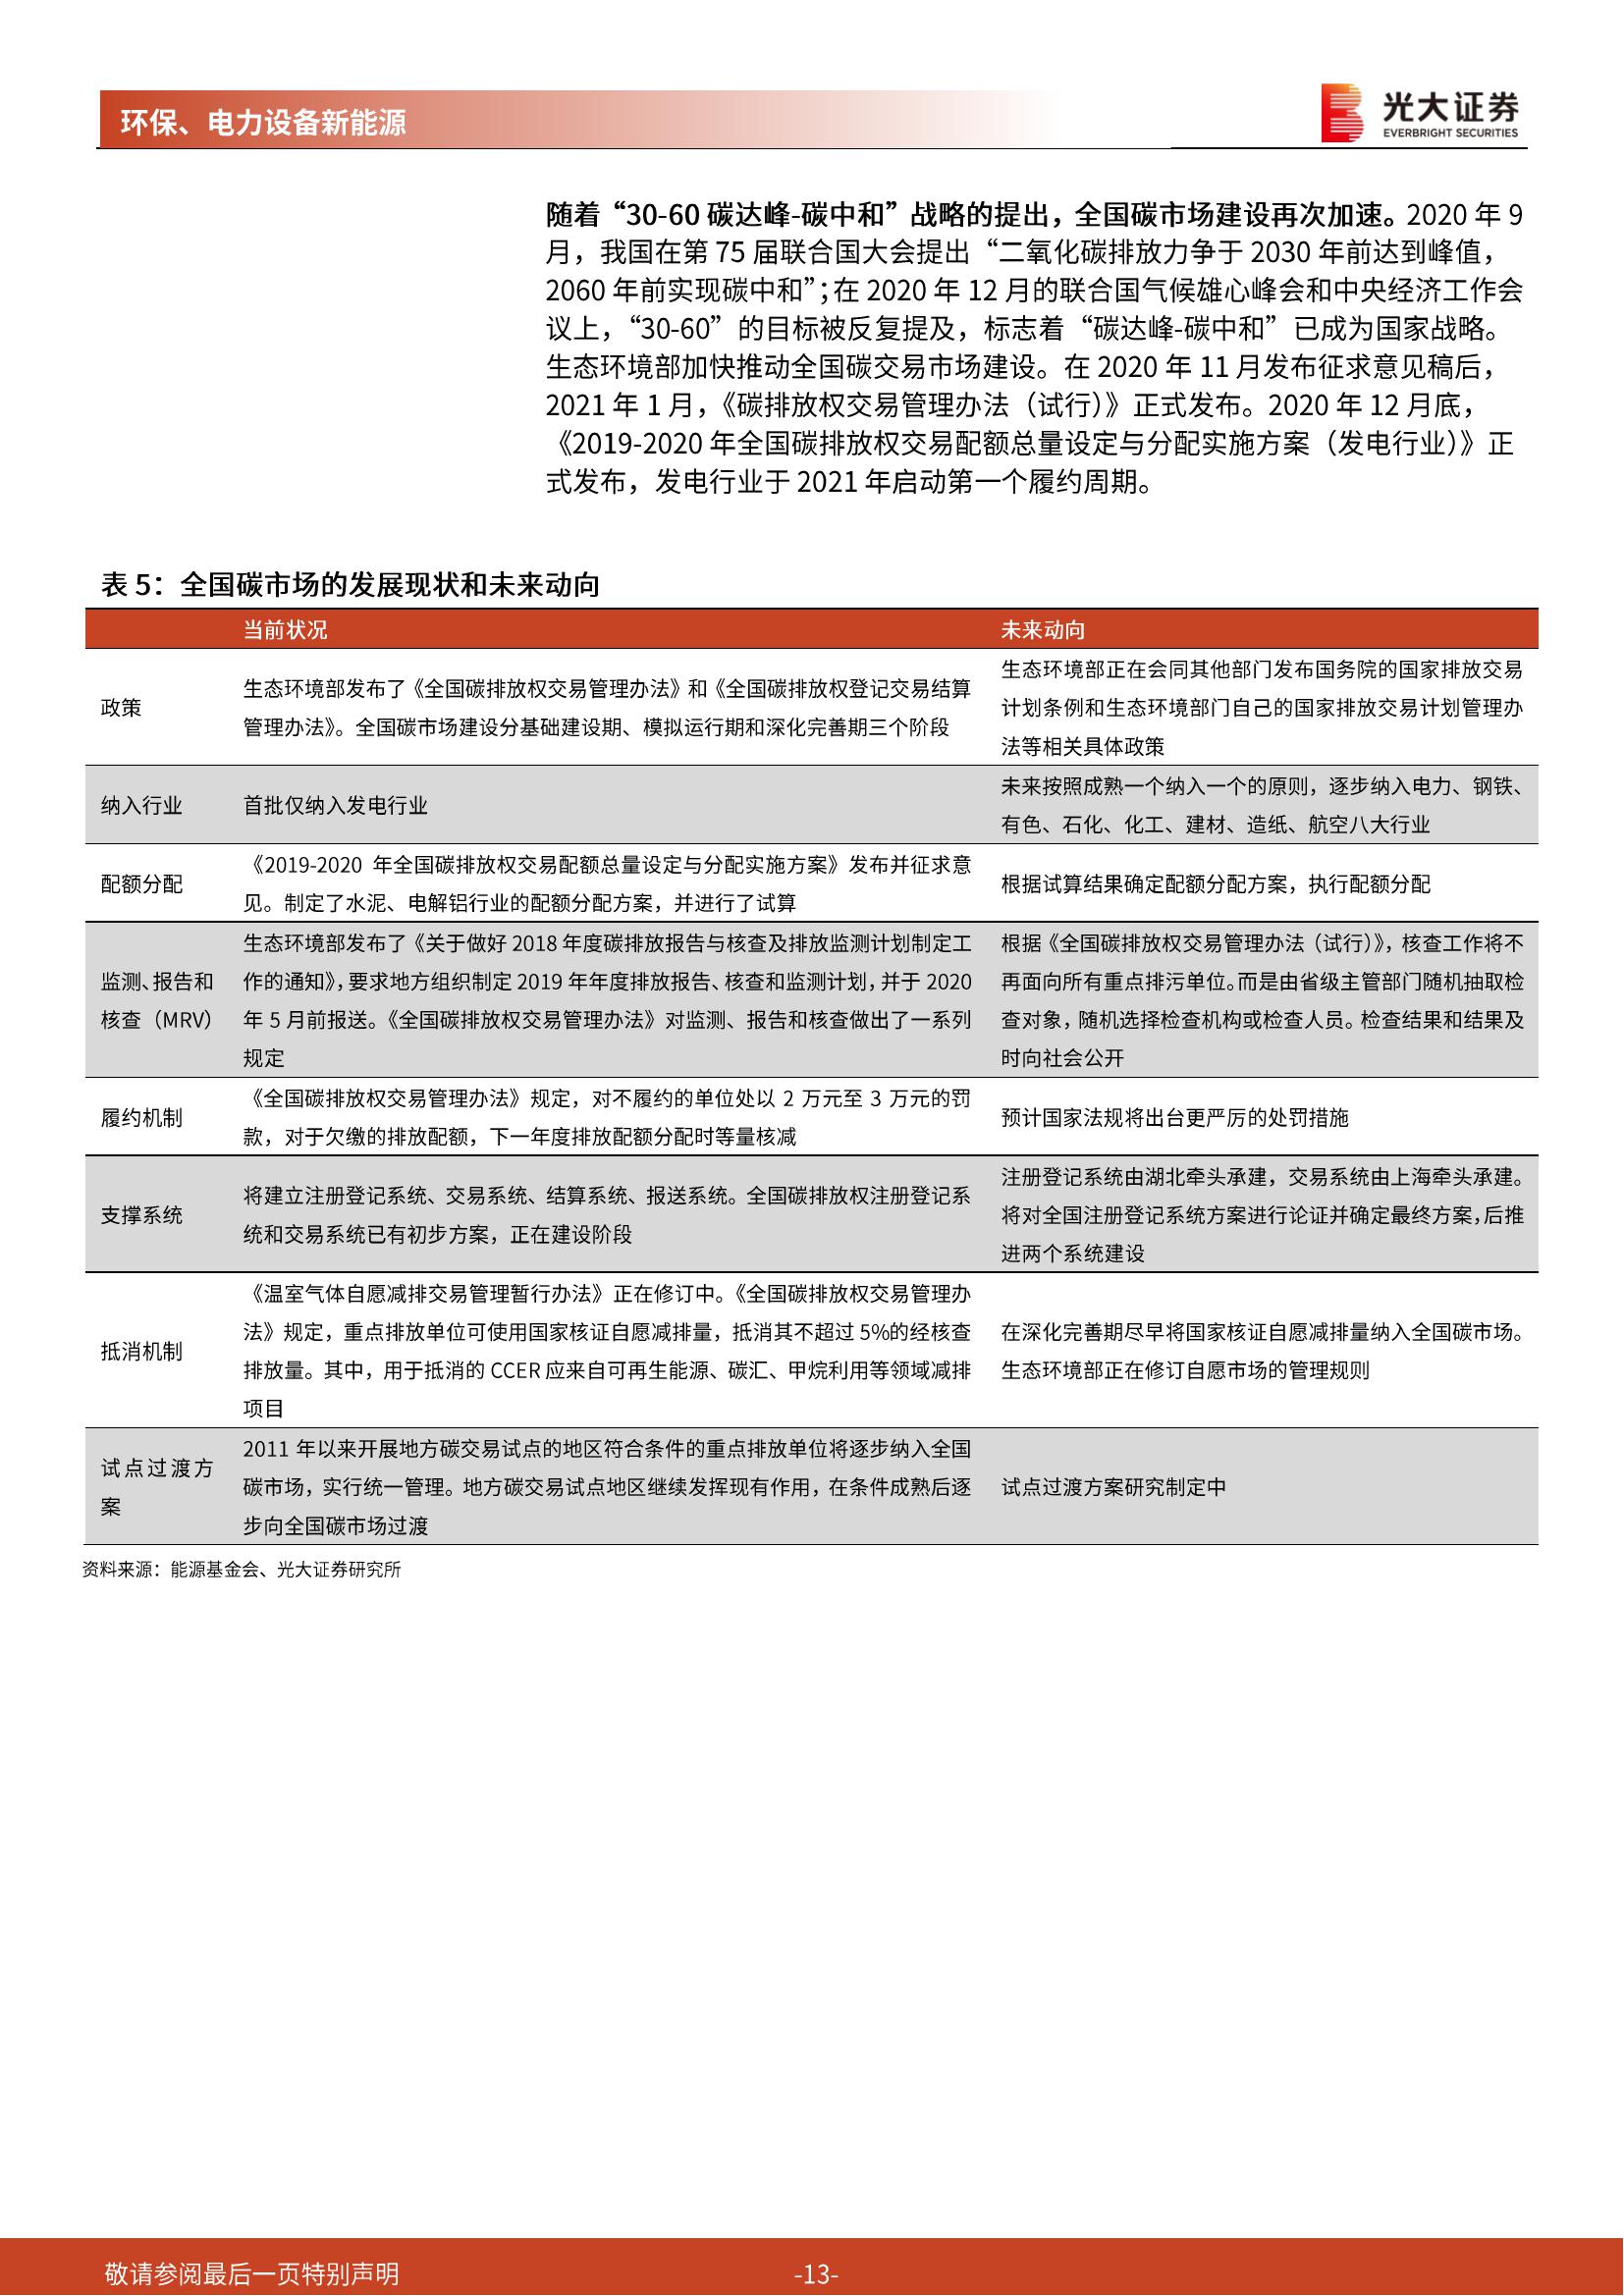 环保、电力设备新能源
光大证券
EVERBRIGHT SECURITIES
随着“30-60 碳达峰-碳中和”战略的提出，全国碳市场建设再次加速。2020 年 9
月，我国在第 75 届联合国大会提出“二氧化碳排放力争于 2030 年前达到峰值，
2060 年前实现碳中和”；在 2020 年 12 月的联合国气候雄心峰会和中央经济工作会
议上，“30-60”的目标被反复提及，标志着“碳达峰-碳中和”已成为国家战略。
生态环境部加快推动全国碳交易市场建设。在 2020 年 11 月发布征求意见稿后，
2021 年 1 月，《碳排放权交易管理办法（试行）》正式发布。2020 年 12 月底，
《2019-2020 年全国碳排放权交易配额总量设定与分配实施方案（发电行业）》正
式发布，发电行业于 2021 年启动第一个履约周期。
表 5：全国碳市场的发展现状和未来动向
当前状况
未来动向
政策
生态环境部发布了《全国碳排放权交易管理办法》和《全国碳排放权登记交易结算
管理办法》。全国碳市场建设分基础建设期、模拟运行期和深化完善期三个阶段
生态环境部正在会同其他部门发布国务院的国家排放交易
计划条例和生态环境部门自己的国家排放交易计划管理办
法等相关具体政策
纳入行业
首批仅纳入发电行业
未来按照成熟一个纳入一个的原则，逐步纳入电力、钢铁、
有色、石化、化工、建材、造纸、航空八大行业
配额分配
《2019-2020 年全国碳排放权交易配额总量设定与分配实施方案》发布并征求意
见。制定了水泥、电解铝行业的配额分配方案，并进行了试算
根据试算结果确定配额分配方案，执行配额分配
监测、报告和
核查（MRV）
生态环境部发布了《关于做好 2018 年度碳排放报告与核查及排放监测计划制定工
作的通知》，要求地方组织制定 2019 年年度排放报告、核查和监测计划，并于 2020
年 5 月前报送。《全国碳排放权交易管理办法》对监测、报告和核查做出了一系列
规定
根据《全国碳排放权交易管理办法（试行）》，核查工作将不
再面向所有重点排污单位。而是由省级主管部门随机抽取检
查对象，随机选择检查机构或检查人员。检查结果和结果及
时向社会公开
履约机制
《全国碳排放权交易管理办法》规定，对不履约的单位处以 2 万元至 3 万元的罚
款，对于欠缴的排放配额，下一年度排放配额分配时等量核减
预计国家法规将出台更严厉的处罚措施
支撑系统
将建立注册登记系统、交易系统、结算系统、报送系统。全国碳排放权注册登记系
统和交易系统已有初步方案，正在建设阶段
注册登记系统由湖北牵头承建，交易系统由上海牵头承建。
将对全国注册登记系统方案进行论证并确定最终方案，后推
进两个系统建设
抵消机制
《温室气体自愿减排交易管理暂行办法》正在修订中。《全国碳排放权交易管理办
法》规定，重点排放单位可使用国家核证自愿减排量，抵消其不超过 5%的经核查
排放量。其中，用于抵消的 CCER 应来自可再生能源、碳汇、甲烷利用等领域减排
项目
在深化完善期尽早将国家核证自愿减排量纳入全国碳市场。
生态环境部正在修订自愿市场的管理规则
试点过渡方
案
2011 年以来开展地方碳交易试点的地区符合条件的重点排放单位将逐步纳入全国
碳市场，实行统一管理。地方碳交易试点地区继续发挥现有作用，在条件成熟后逐
步向全国碳市场过渡
试点过渡方案研究制定中
资料来源：能源基金会、光大证券研究所
敬请参阅最后一页特别声明
-13-